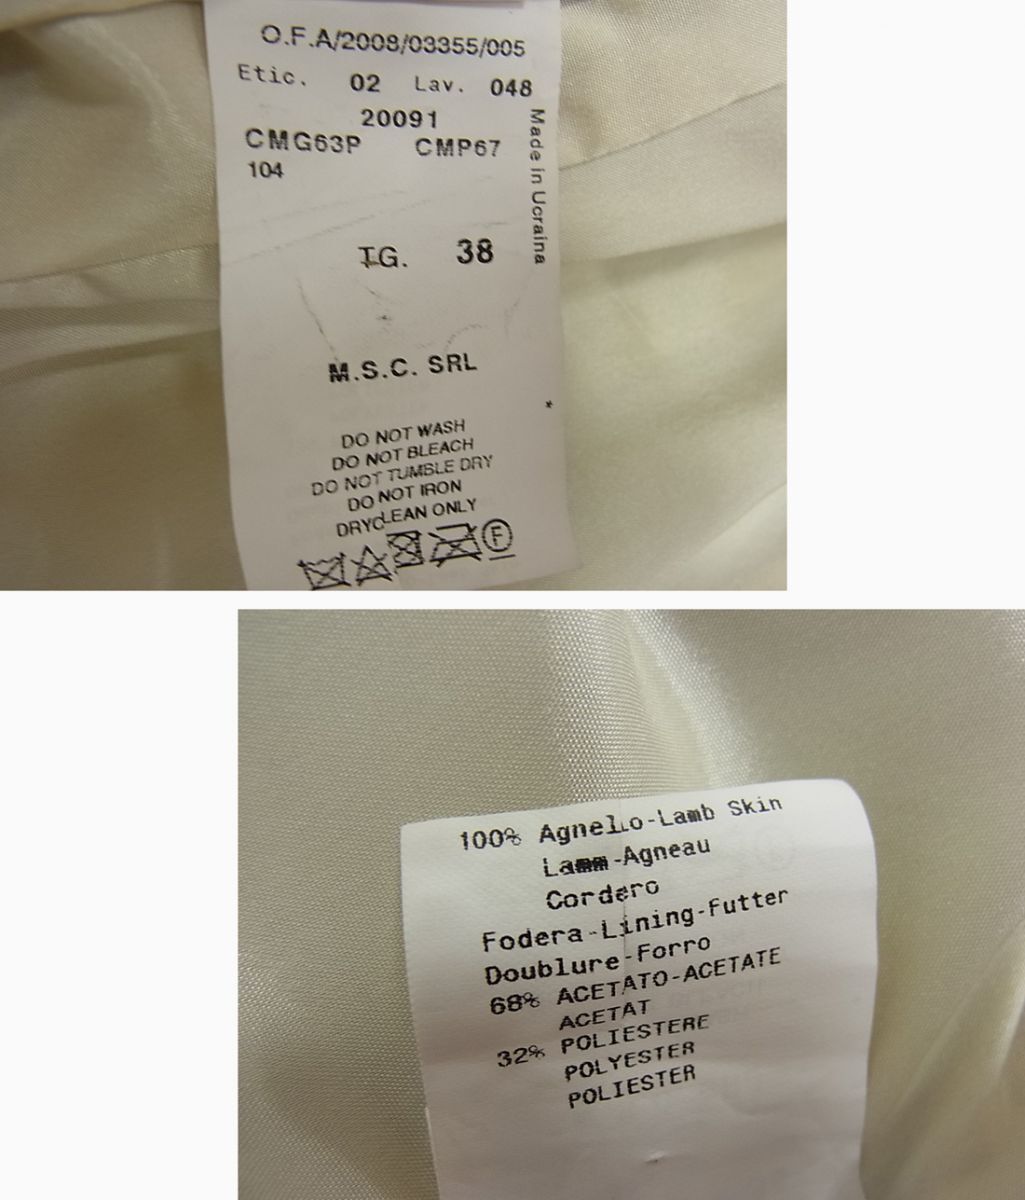 O.F.A/2008/03355/005
Etic. 02 Lav. 048
20091
CMG63P CMP67
104
Made in Ucraina
TG. 38
M.S.C. SRL
*
DO NOT WASH
DO NOT BLEACH
DO NOT TUMBLE DRY
DO NOT IRON
DRYCLEAN ONLY
F
100% Agnello-Lamb Skin
Lamm-Agneau
Cordero
Fodera-Lining-Futter
Doublure-Forro
68% ACETATO-ACETATE
ACETAT
32% POLIESTERE
POLYESTER
POLIESTER